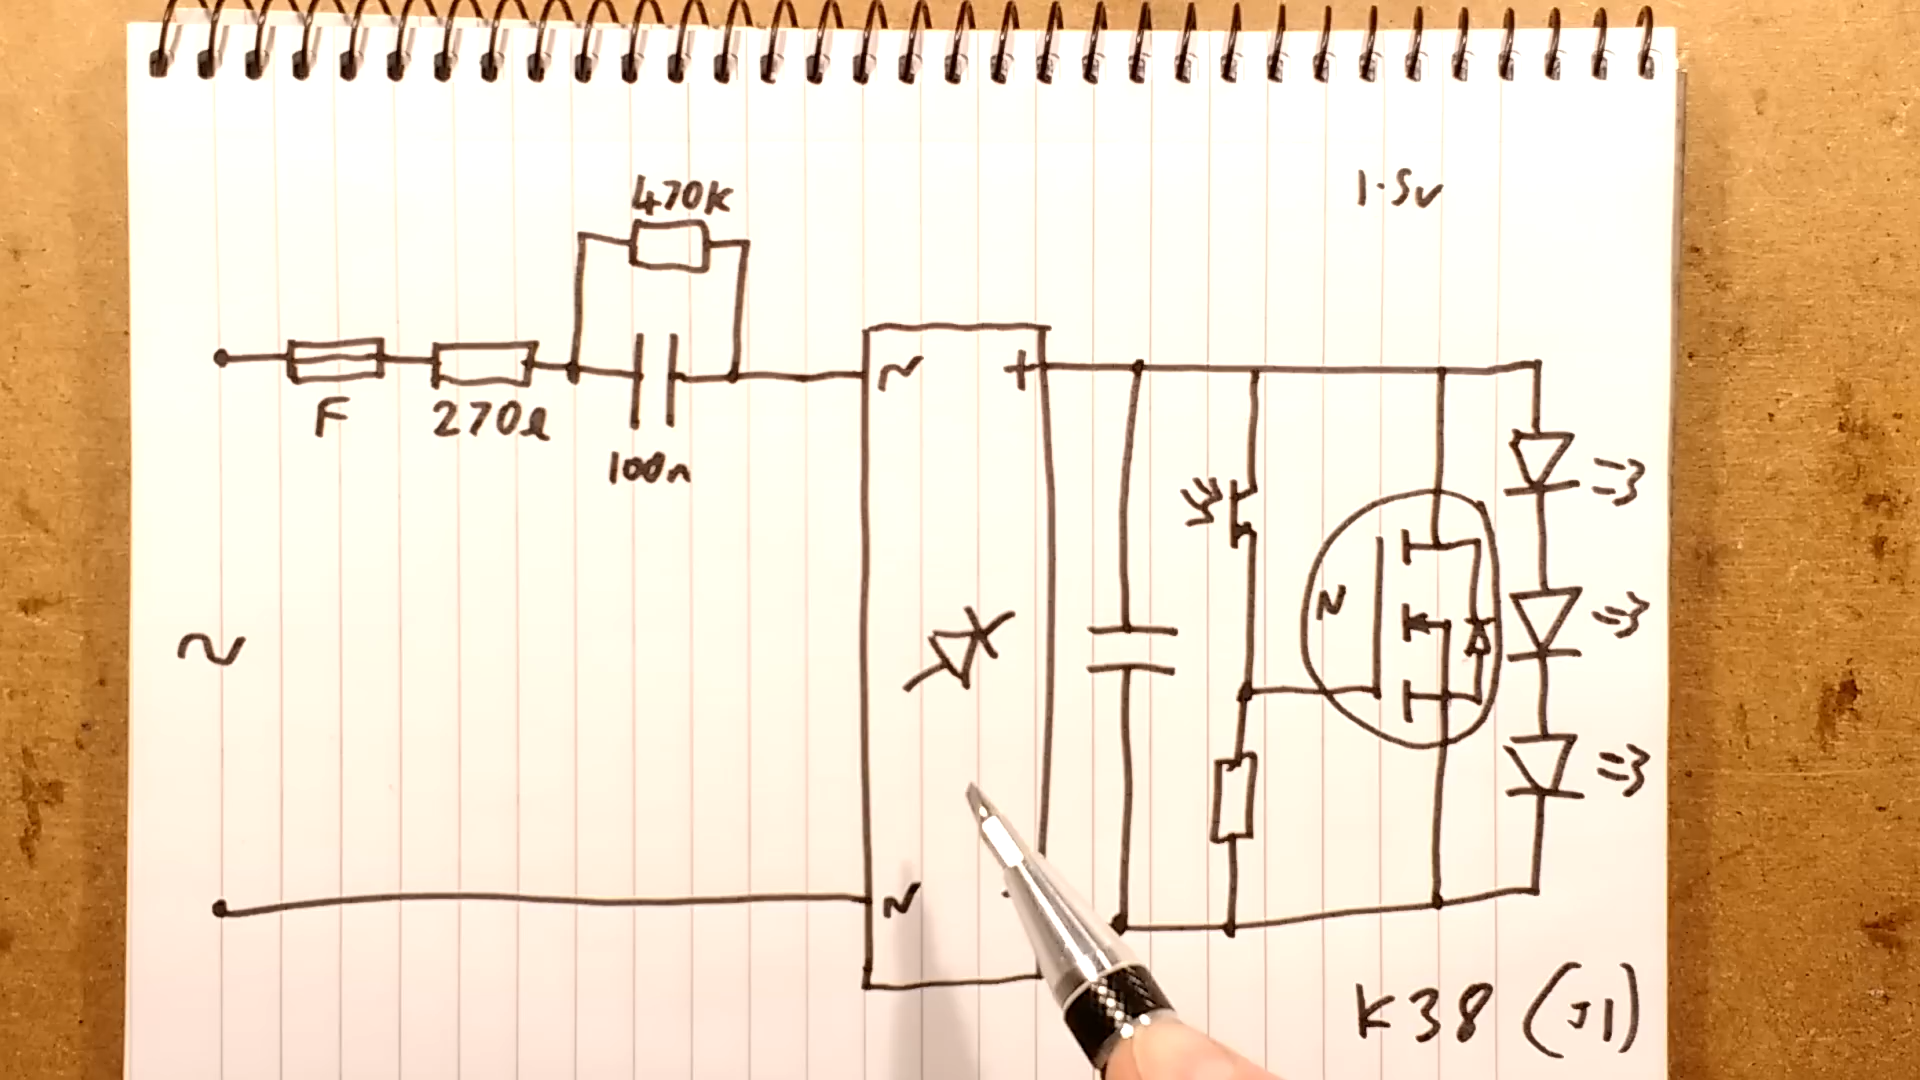 470K
1.5v
F
270Ω
100n
~
+
N
~
~
K38 (J1)